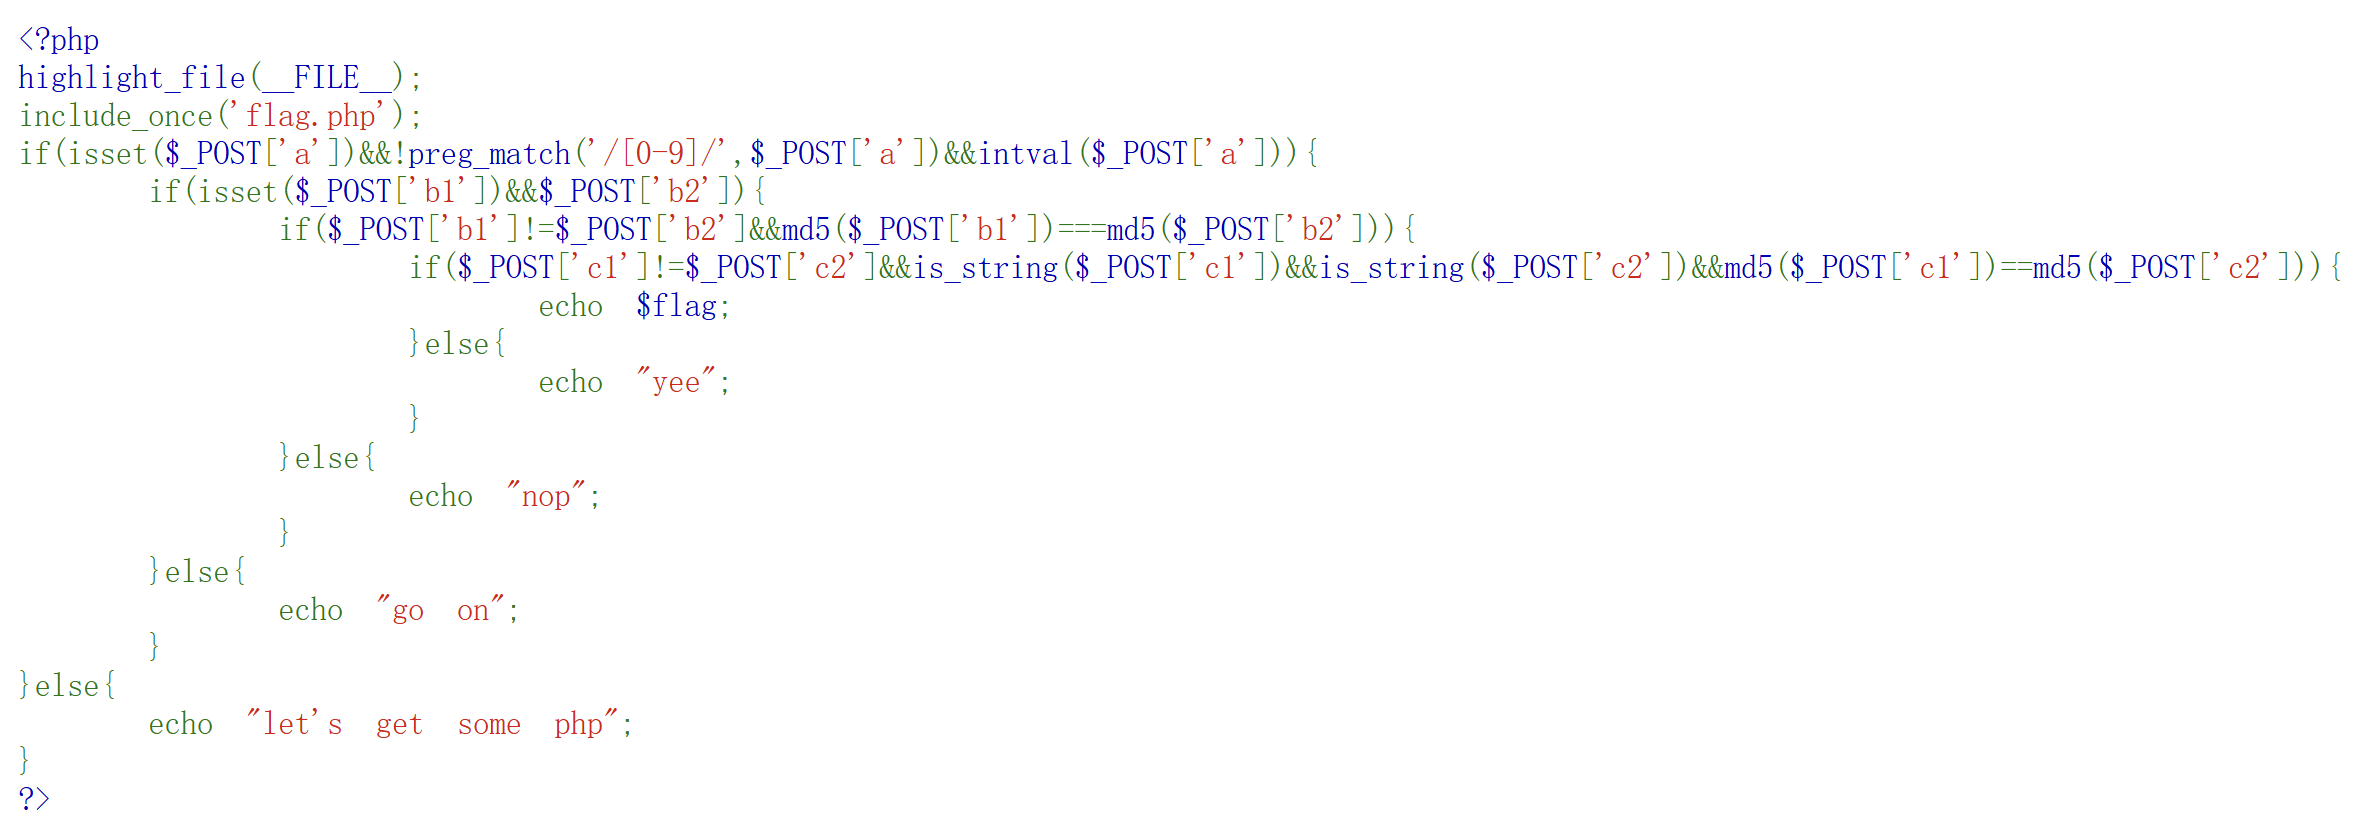 <?php
highlight_file(__FILE__);
include_once('flag.php');
if(isset($_POST['a'])&&!preg_match('/[0-9]/',$_POST['a'])&&intval($_POST['a'])){
        if(isset($_POST['b1'])&&$_POST['b2']){
                if($_POST['b1']!=$_POST['b2']&&md5($_POST['b1'])===md5($_POST['b2'])){
                        if($_POST['c1']!=$_POST['c2']&&is_string($_POST['c1'])&&is_string($_POST['c2'])&&md5($_POST['c1'])==md5($_POST['c2'])){
                                echo $flag;
                        }else{
                                echo "yee";
                        }
                }else{
                        echo "nop";
                }
        }else{
                echo "go on";
        }
}else{
        echo "let's get some php";
}
?>